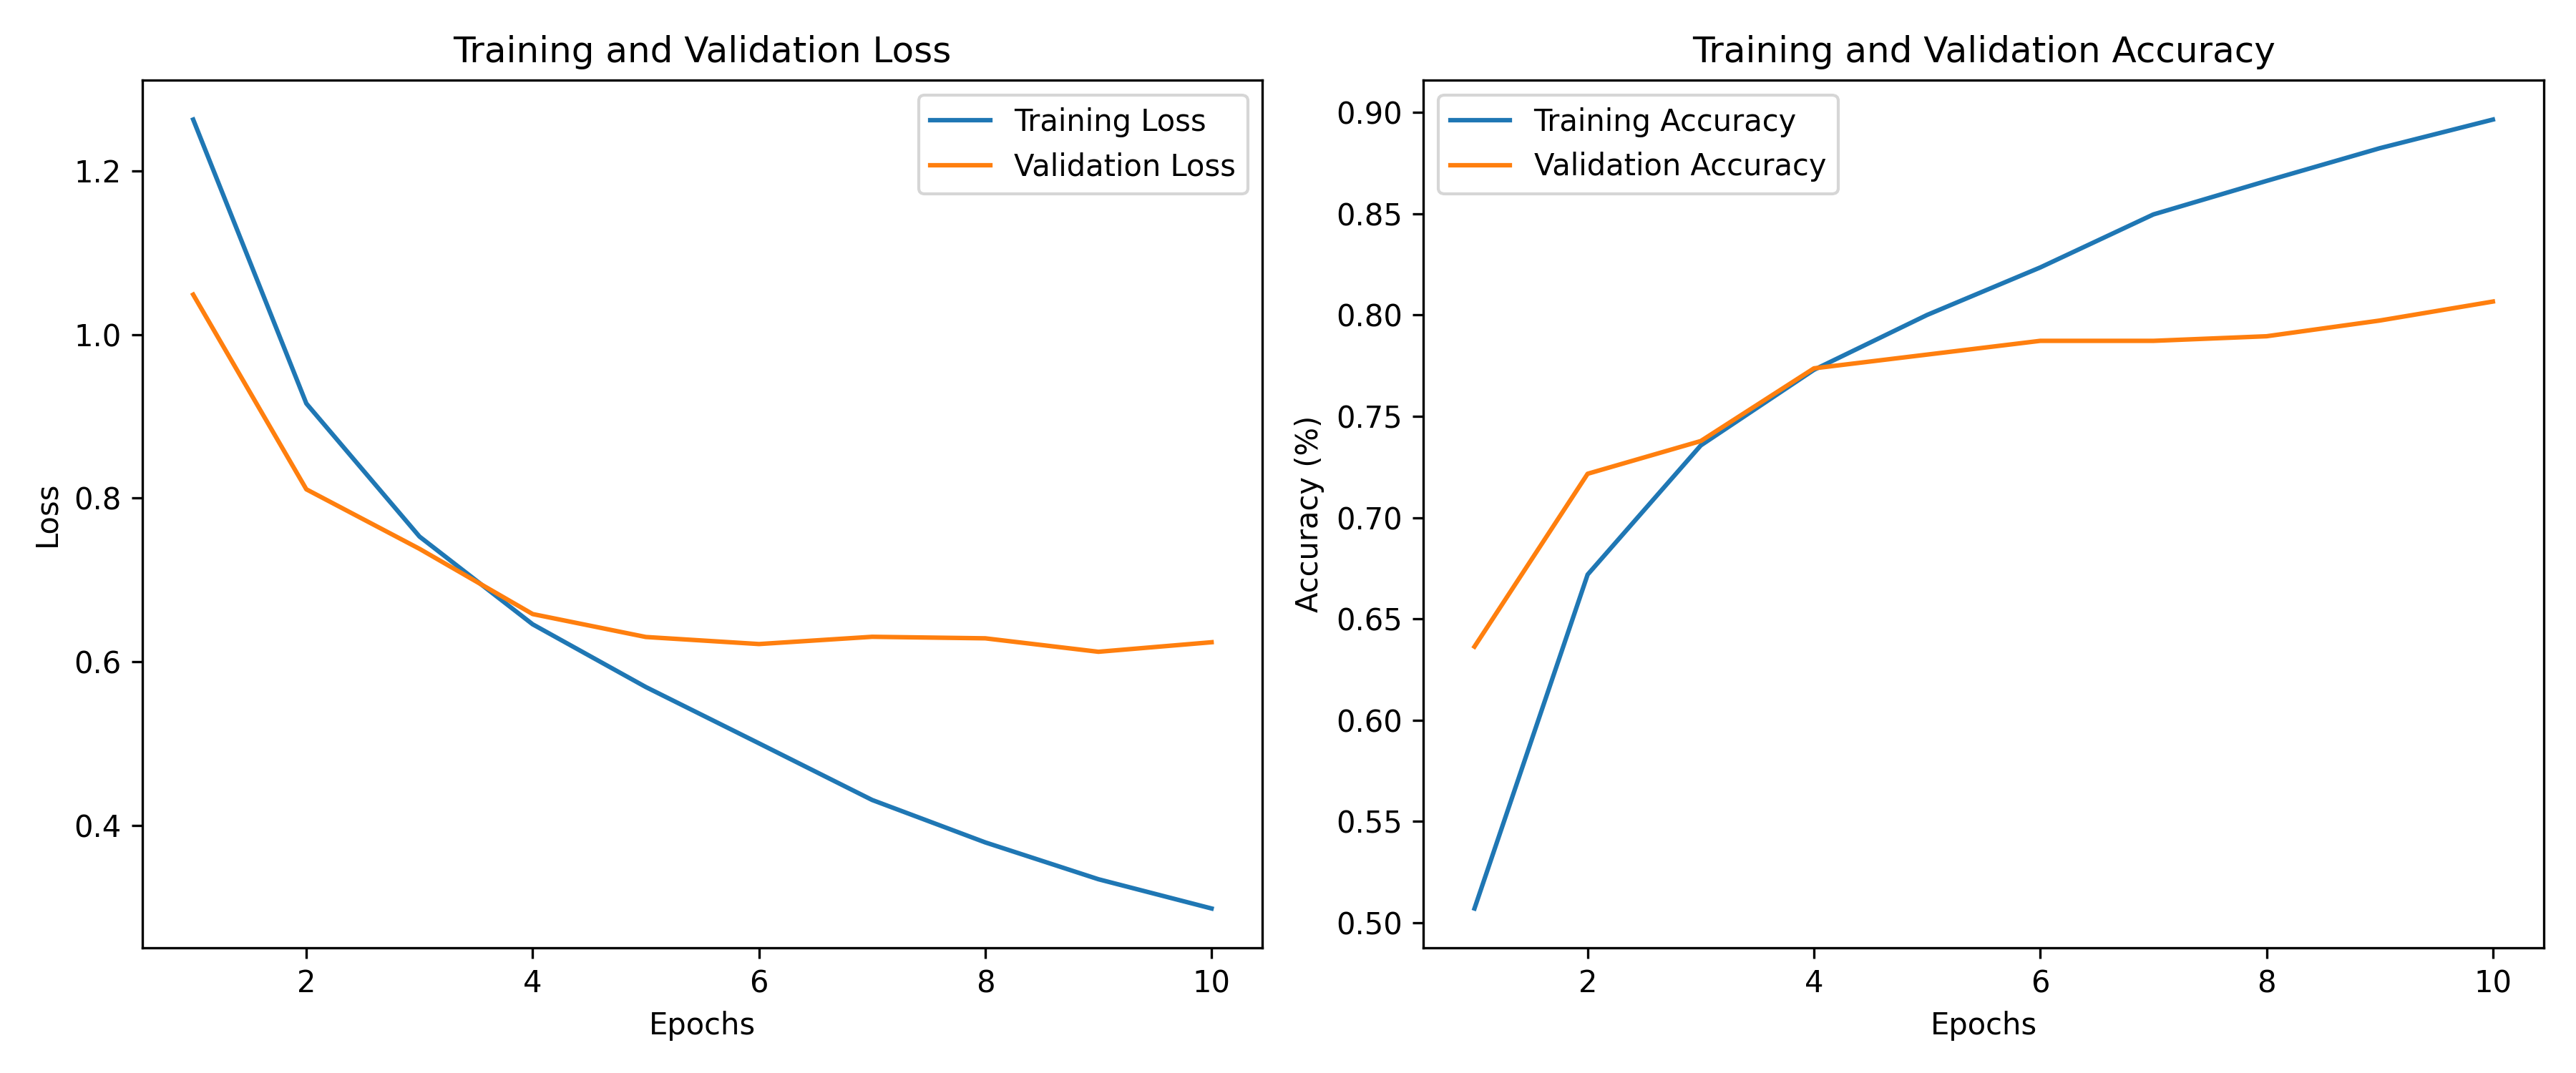 Training and Validation Loss
Training Loss
Validation Loss
1.2
1.0
0.8
0.6
0.4
Loss
2 4 6 8 10
Epochs
Training and Validation Accuracy
Training Accuracy
Validation Accuracy
0.90
0.85
0.80
0.75
0.70
0.65
0.60
0.55
0.50
Accuracy (%)
2 4 6 8 10
Epochs